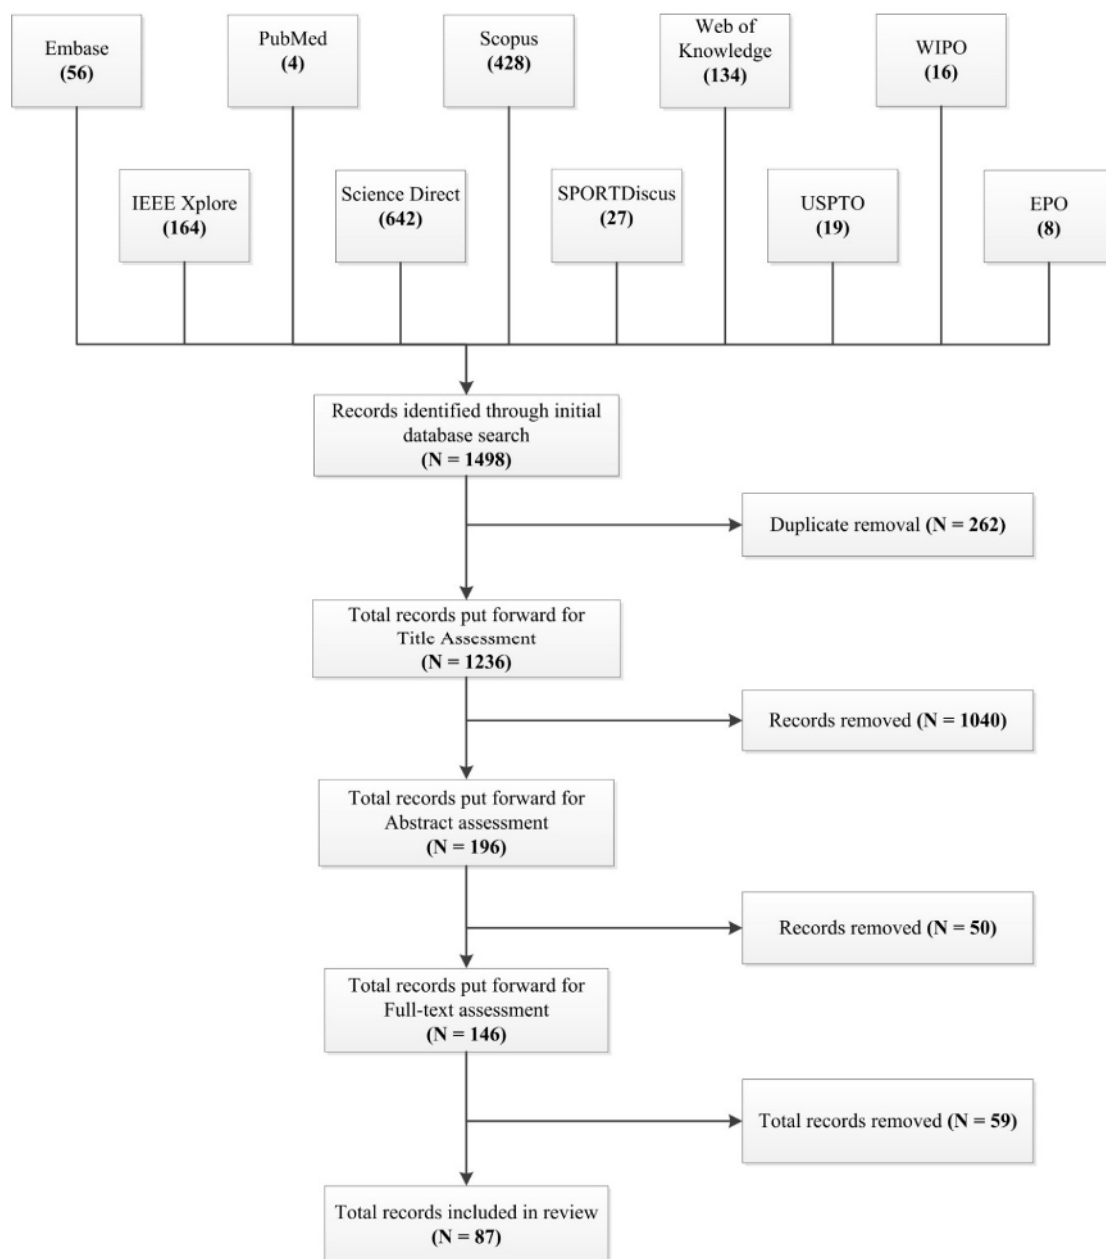 Embase
(56)
PubMed
(4)
Scopus
(428)
Web of
Knowledge
(134)
WIPO
(16)
IEEE Xplore
(164)
Science Direct
(642)
SPORTDiscus
(27)
USPTO
(19)
EPO
(8)
Records identified through initial
database search
(N = 1498)
Duplicate removal (N = 262)
Total records put forward for
Title Assessment
(N = 1236)
Records removed (N = 1040)
Total records put forward for
Abstract assessment
(N = 196)
Records removed (N = 50)
Total records put forward for
Full-text assessment
(N = 146)
Total records removed (N = 59)
Total records included in review
(N = 87)